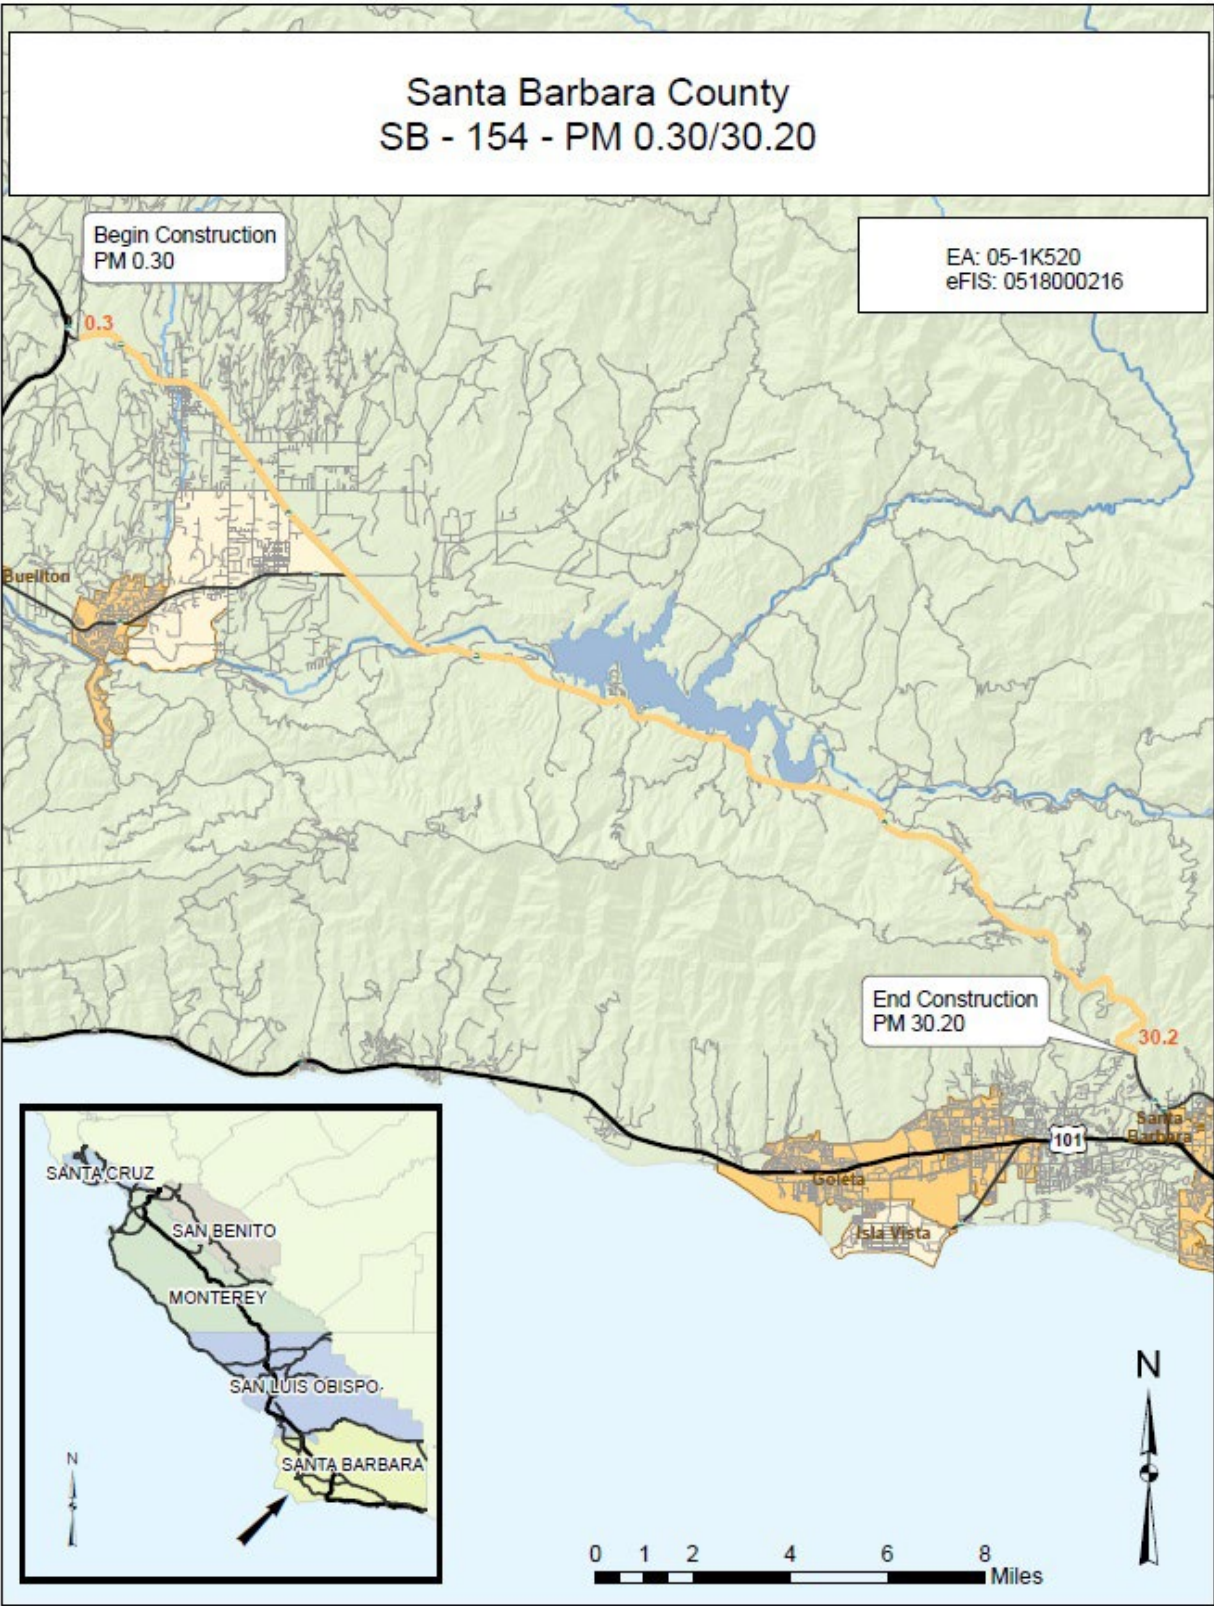 Santa Barbara County
SB - 154 - PM 0.30/30.20
Begin Construction
PM 0.30
EA: 05-1K520
eFIS: 0518000216
0.3
Buellton
End Construction
PM 30.20
30.2
Santa
Barbara
101
Goleta
Isla Vista
SANTA CRUZ
SAN BENITO
MONTEREY
SAN LUIS OBISPO
SANTA BARBARA
N
N
0 1 2 4 6 8
Miles